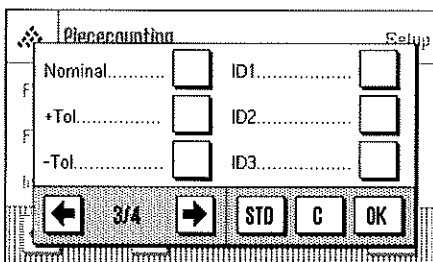 Piececounting Setup
Nominal............... ID1..................
+Tol.................. ID2..................
-Tol.................. ID3..................
3/4 STD C OK